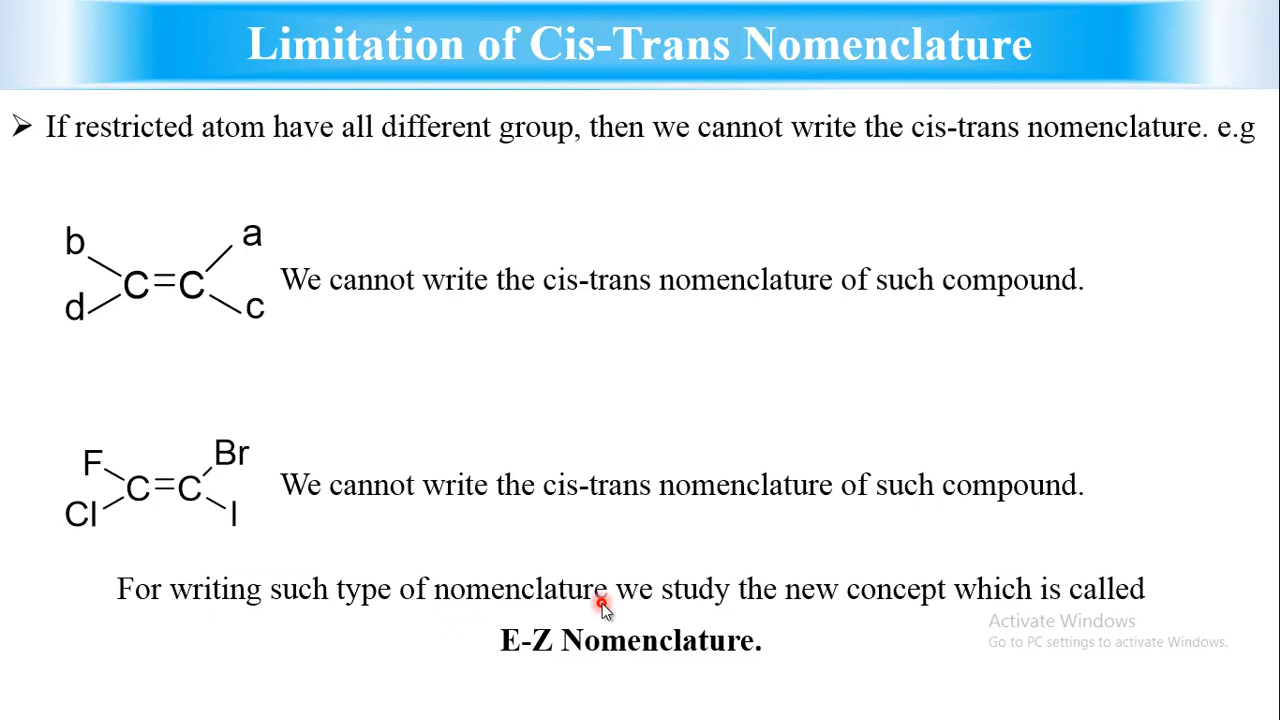 Limitation of Cis-Trans Nomenclature
➢ If restricted atom have all different group, then we cannot write the cis-trans nomenclature. e.g
b a
C=C We cannot write the cis-trans nomenclature of such compound.
d c
F Br
C=C We cannot write the cis-trans nomenclature of such compound.
Cl I
For writing such type of nomenclature we study the new concept which is called
E-Z Nomenclature.
Activate Windows
Go to PC settings to activate Windows.